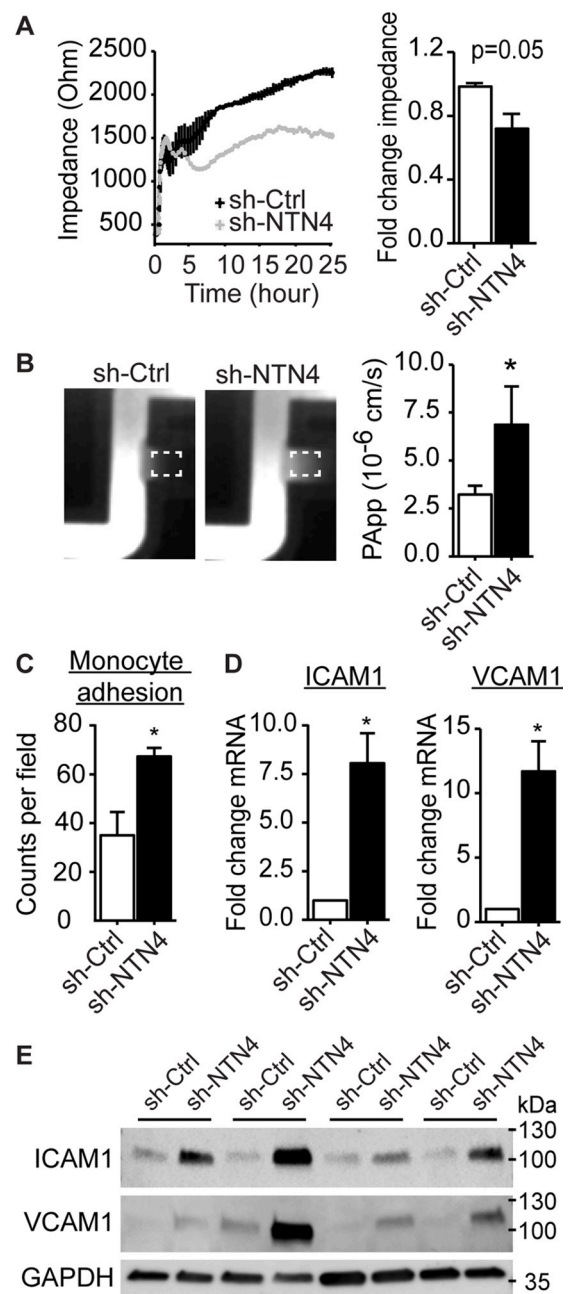 A
Impedance (Ohm)
2500
2000
1500
1000
500
sh-Ctrl
sh-NTN4
0 5 10 15 20 25
Time (hour)
Fold change impedance
1.2
0.8
0.4
0.0
p=0.05
sh-Ctrl
sh-NTN4
B
sh-Ctrl
sh-NTN4
PApp (10-6 cm/s)
10.0
7.5
5.0
2.5
0.0
*
sh-Ctrl
sh-NTN4
C
Monocyte
adhesion
Counts per field
80
60
40
20
0
*
sh-Ctrl
sh-NTN4
D
ICAM1
Fold change mRNA
10.0
7.5
5.0
2.5
0.0
*
sh-Ctrl
sh-NTN4
VCAM1
Fold change mRNA
15
10
5
0
*
sh-Ctrl
sh-NTN4
E
sh-Ctrl sh-NTN4 sh-Ctrl sh-NTN4 sh-Ctrl sh-NTN4 sh-Ctrl sh-NTN4
kDa
130
ICAM1
100
130
VCAM1
100
GAPDH
35